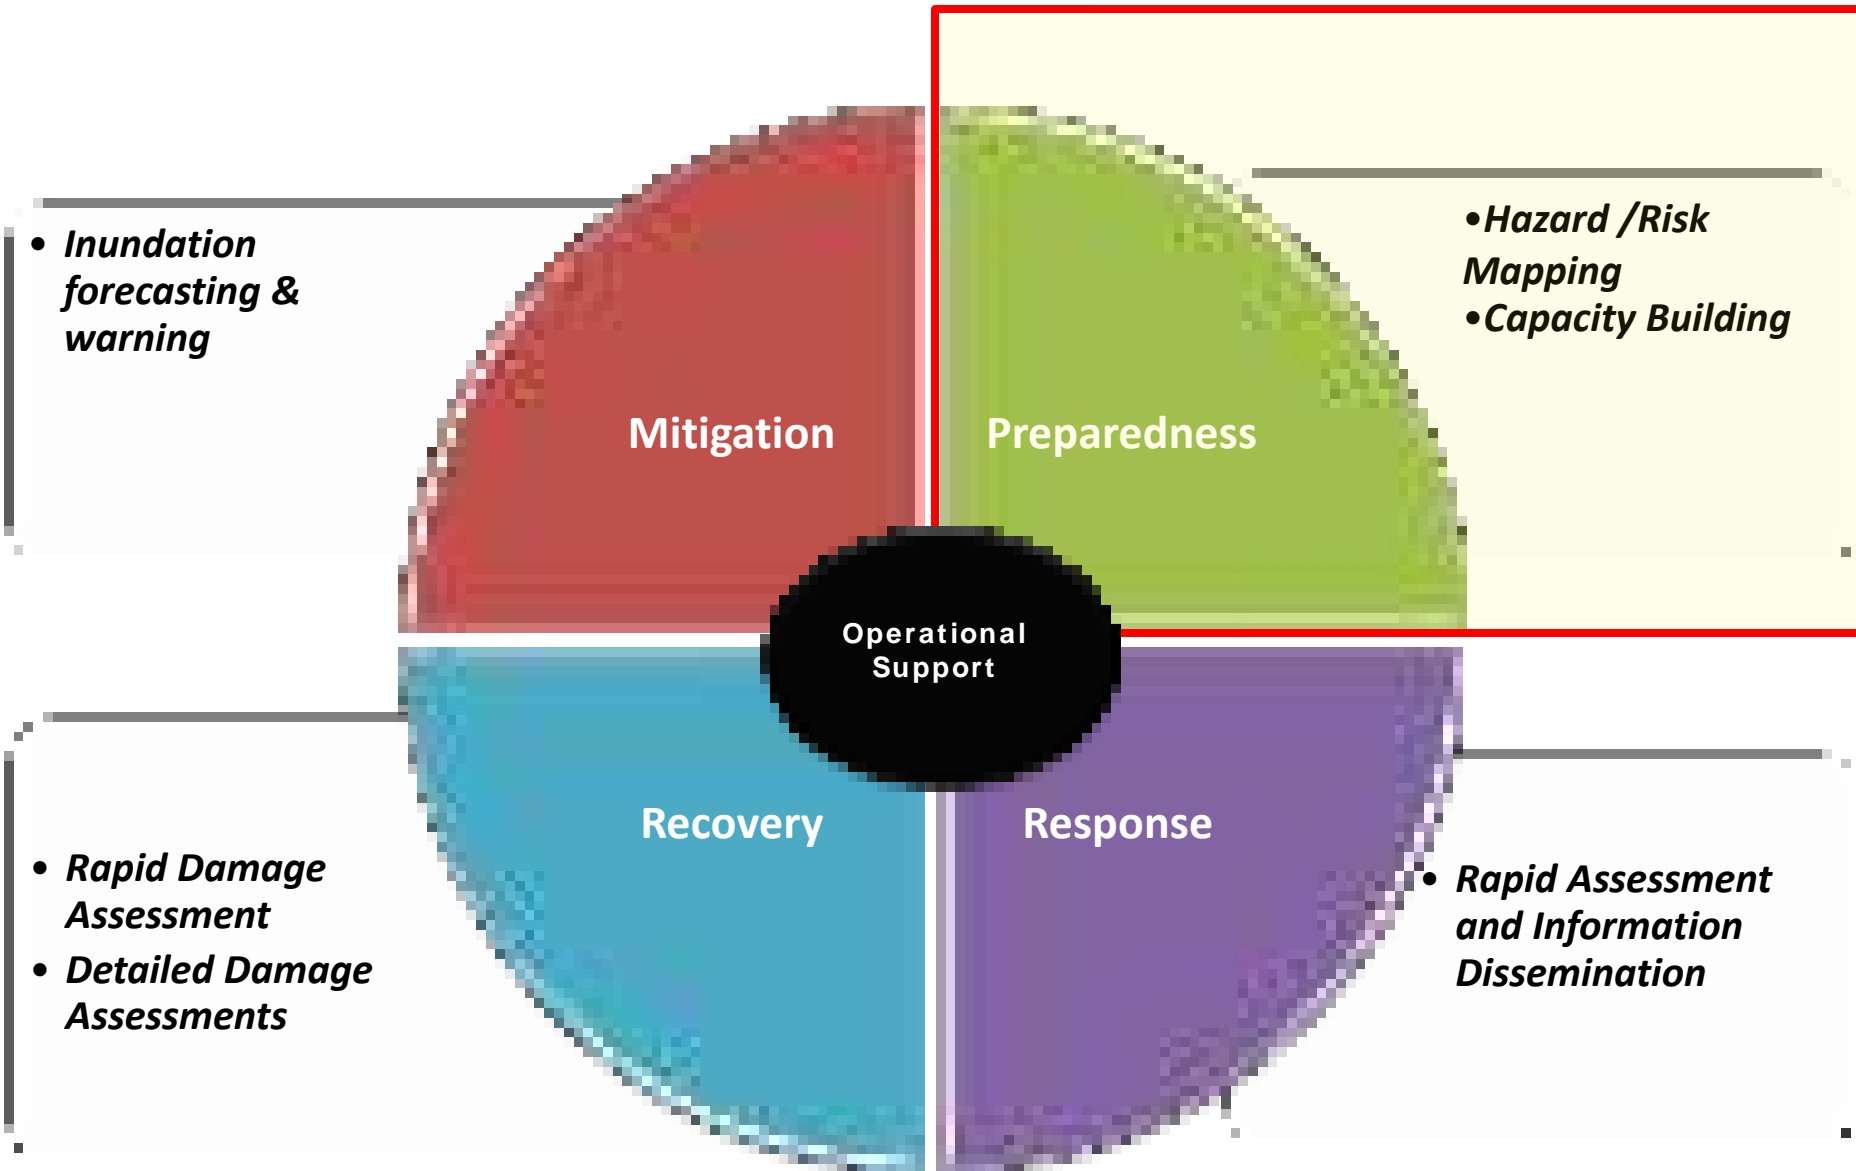 • Inundation
forecasting &
warning
Mitigation
Preparedness
•Hazard /Risk
Mapping
•Capacity Building
Operational
Support
Recovery
Response
• Rapid Damage
Assessment
• Detailed Damage
Assessments
• Rapid Assessment
and Information
Dissemination